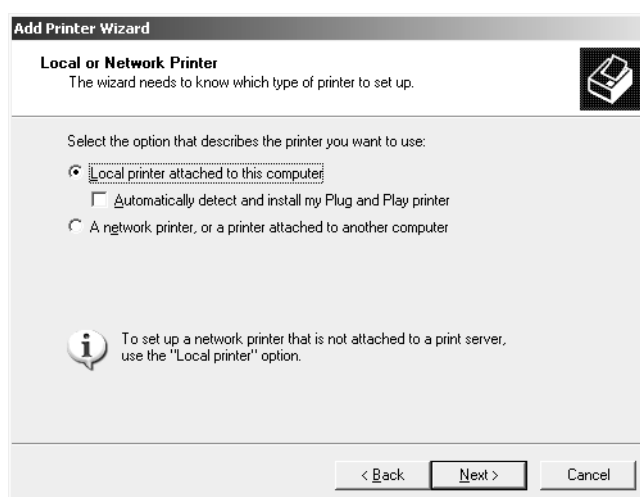 Add Printer Wizard
Local or Network Printer
The wizard needs to know which type of printer to set up.
Select the option that describes the printer you want to use:
Local printer attached to this computer
Automatically detect and install my Plug and Play printer
A network printer, or a printer attached to another computer
To set up a network printer that is not attached to a print server,
use the "Local printer" option.
< Back Next > Cancel